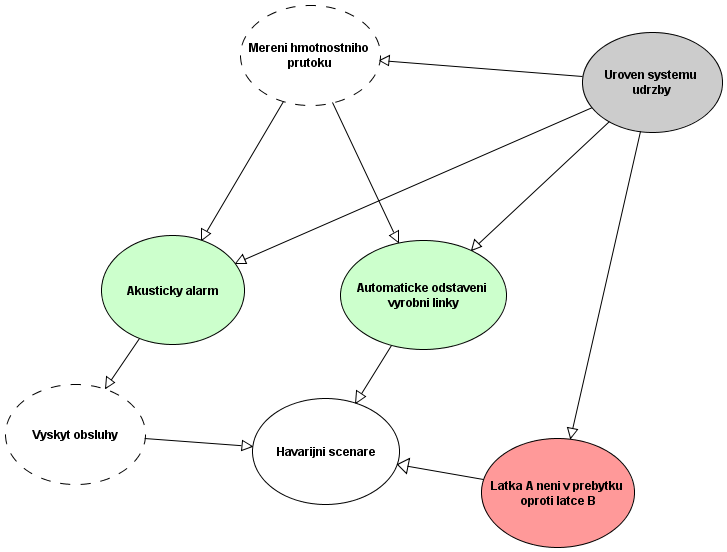 Mereni hmotnostniho
prutoku
Uroven systemu
udrzby
Akusticky alarm
Automaticke odstaveni
vyrobni linky
Vyskyt obsluhy
Havarijni scenare
Latka A neni v prebytku
oproti latce B